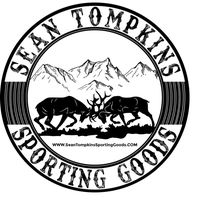 SEAN TOMPKINS
www.SeanTompkinsSportingGoods.COM
SPORTING GOODS